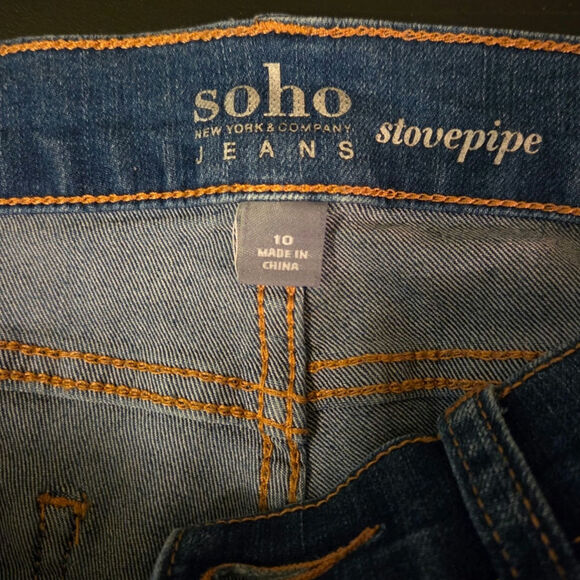 soho
NEW YORK & COMPANY
JEANS
stovepipe
10
MADE IN
CHINA